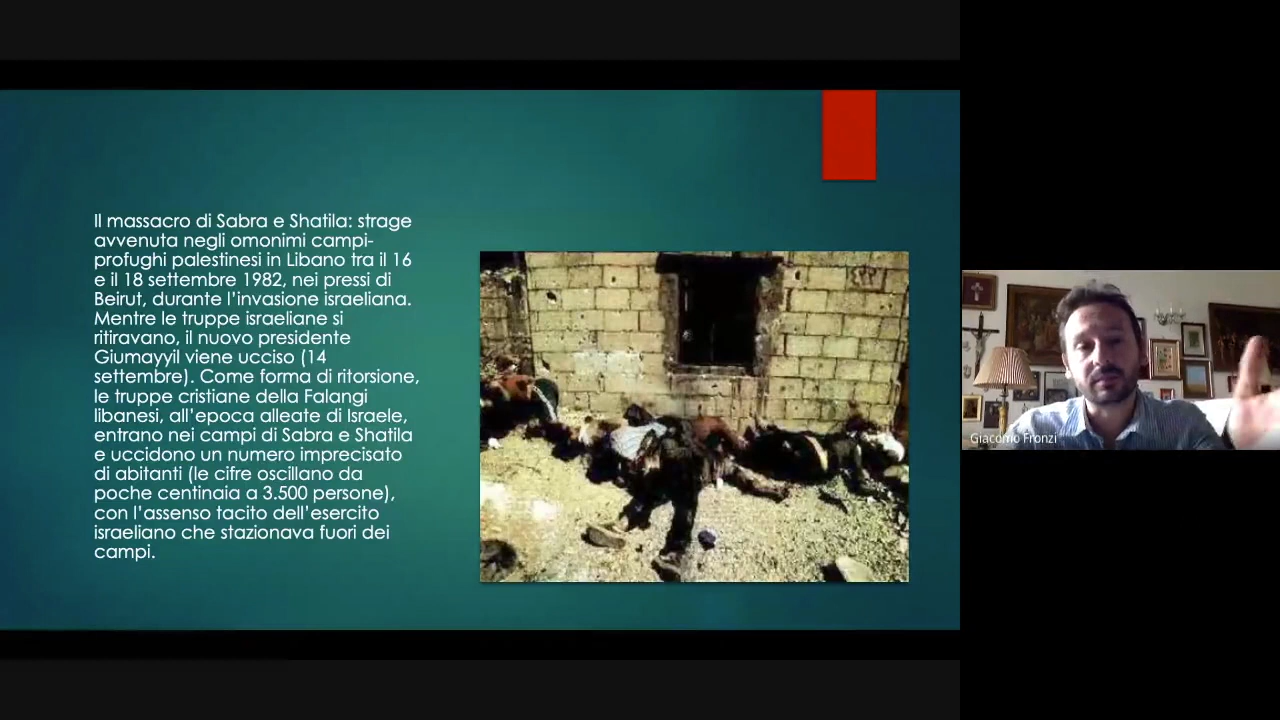 Il massacro di Sabra e Shatila: strage
avvenuta negli omonimi campi-
profughi palestinesi in Libano tra il 16
e il 18 settembre 1982, nei pressi di
Beirut, durante l'invasione israeliana.
Mentre le truppe israeliane si
ritiravano, il nuovo presidente
Giumayyil viene ucciso (14
settembre). Come forma di ritorsione,
le truppe cristiane della Falangi
libanesi, all'epoca alleate di Israele,
entrano nei campi di Sabra e Shatila
e uccidono un numero imprecisato
di abitanti (le cifre oscillano da
poche centinaia a 3.500 persone),
con l'assenso tacito dell'esercito
israeliano che stazionava fuori dei
campi.
Giacomo Fronzi